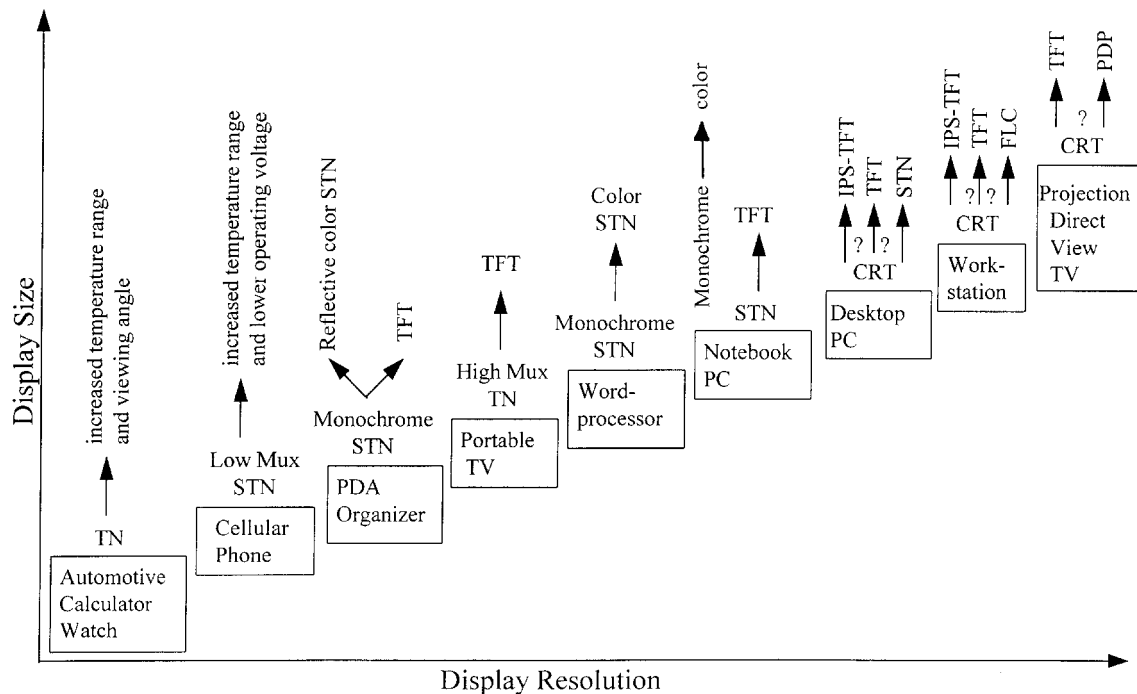 Display Size
increased temperature range
and viewing angle
TN
Automotive
Calculator
Watch
increased temperature range
and lower operating voltage
Low Mux
STN
Cellular
Phone
Reflective color STN
TFT
Monochrome
STN
PDA
Organizer
TFT
High Mux
TN
Portable
TV
Color
STN
Monochrome
STN
Word-
processor
color
Monochrome
TFT
STN
Notebook
PC
IPS-TFT
TFT
STN
? ?
CRT
Desktop
PC
IPS-TFT
TFT
FLC
? ?
CRT
Work-
station
TFT
PDP
?
CRT
Projection
Direct
View
TV
Display Resolution